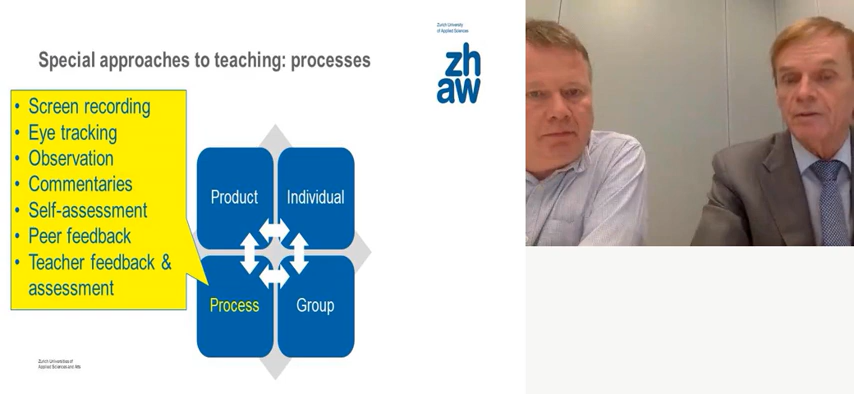 Zurich University
of Applied Sciences
zh
aw
Special approaches to teaching: processes
• Screen recording
• Eye tracking
• Observation
• Commentaries
• Self-assessment
• Peer feedback
• Teacher feedback &
assessment
Product
Individual
Process
Group
Zurich Universities of
Applied Sciences and Arts